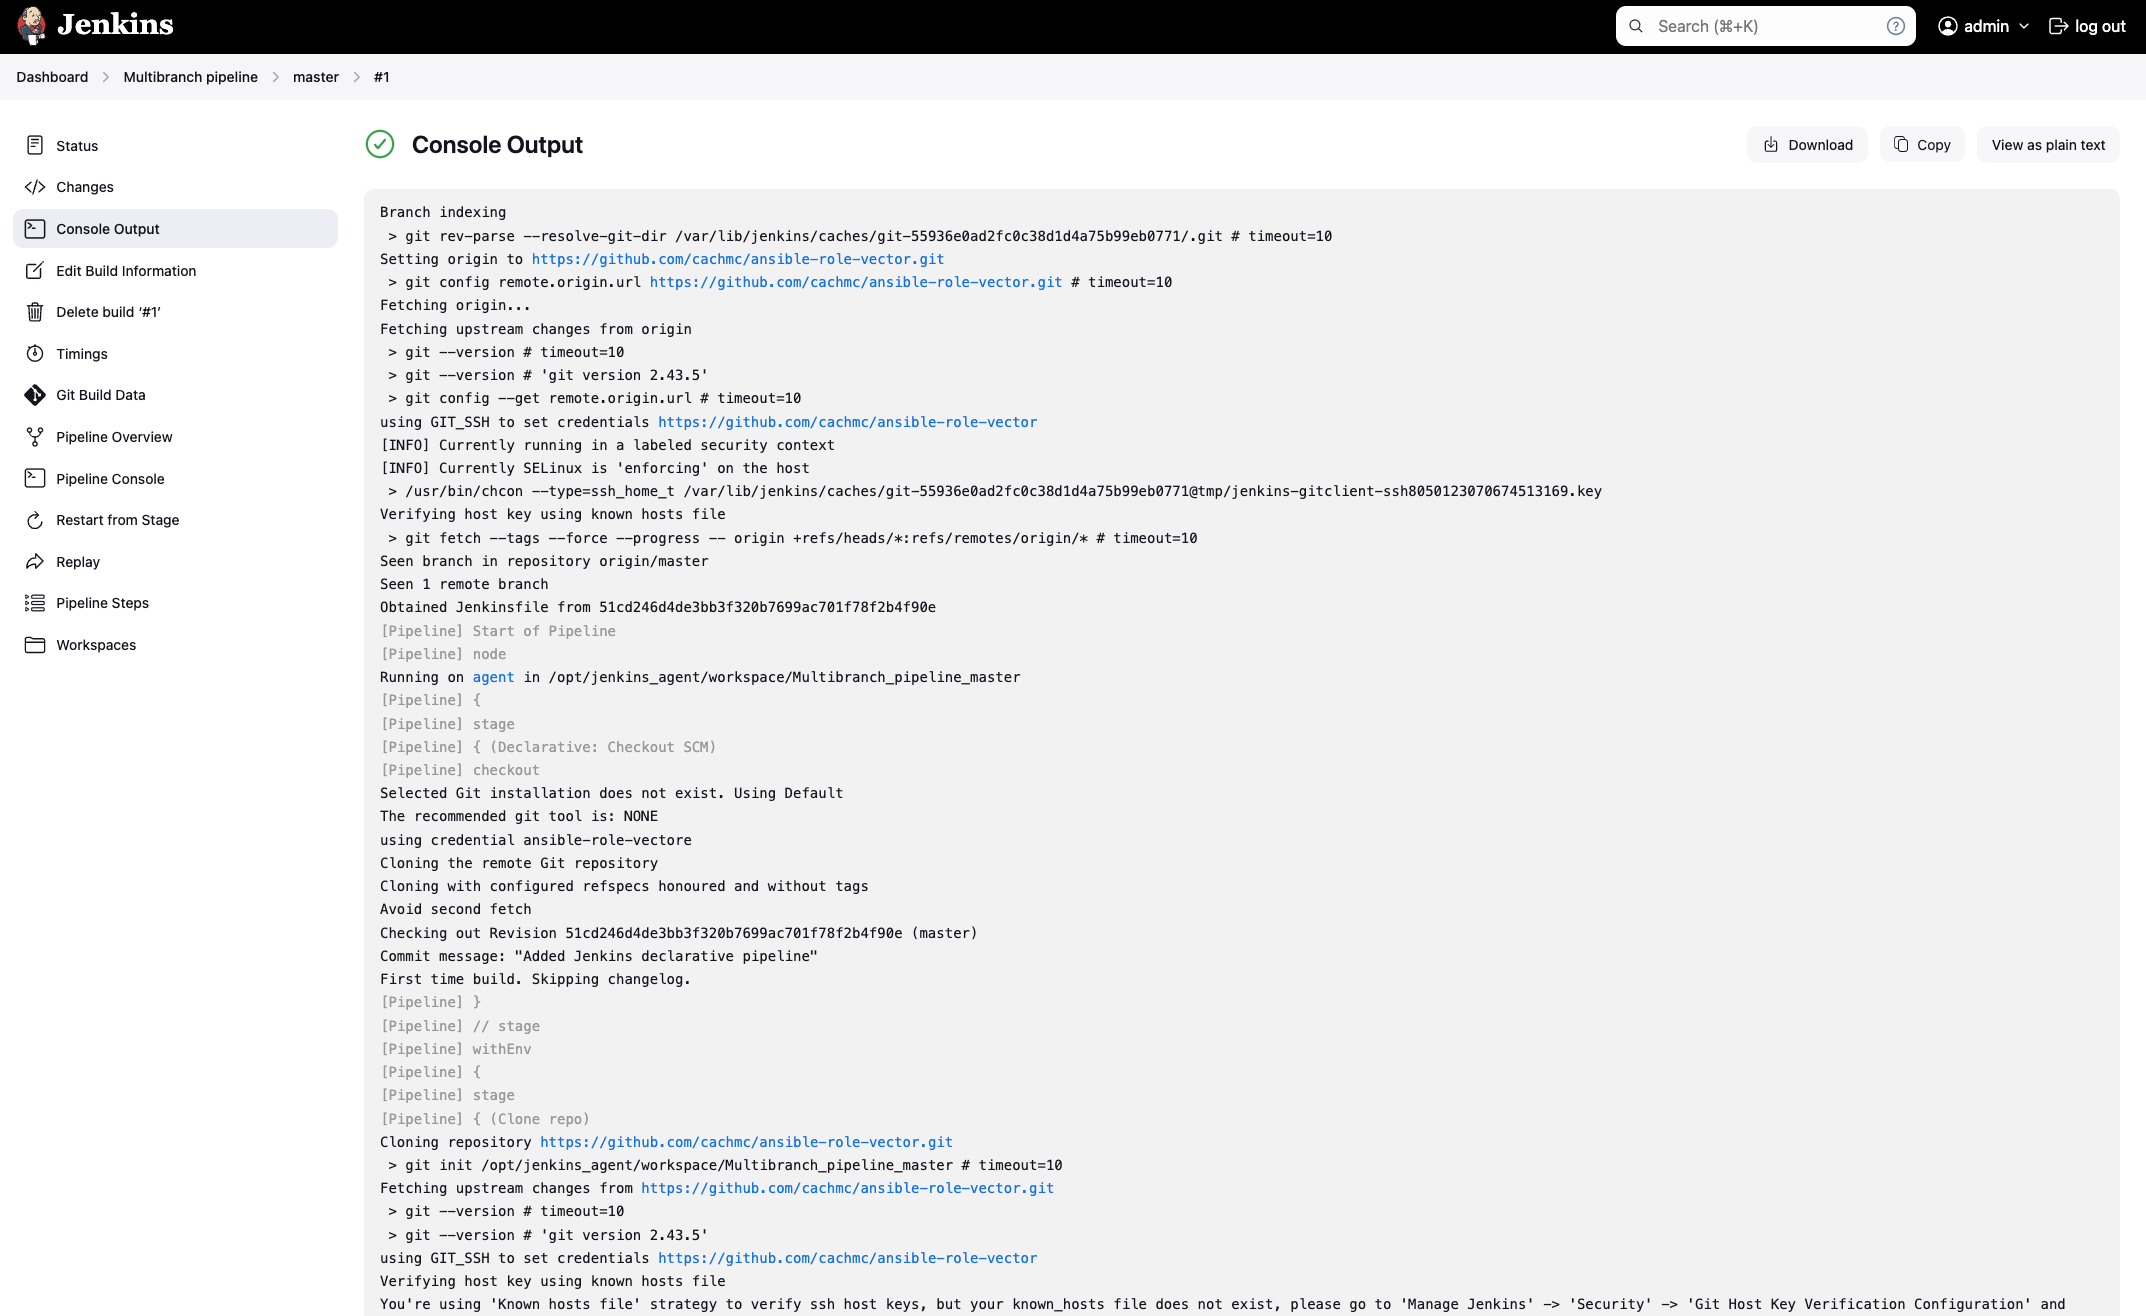 Jenkins
Search (⌘+K)
admin
log out
Dashboard
Multibranch pipeline
master
#1
Status
Changes
Console Output
Edit Build Information
Delete build ‘#1’
Timings
Git Build Data
Pipeline Overview
Pipeline Console
Restart from Stage
Replay
Pipeline Steps
Workspaces
Console Output
Download
Copy
View as plain text
Branch indexing
> git rev-parse --resolve-git-dir /var/lib/jenkins/caches/git-55936e0ad2fc0c38d1d4a75b99eb0771/.git # timeout=10
Setting origin to https://github.com/cachmc/ansible-role-vector.git
> git config remote.origin.url https://github.com/cachmc/ansible-role-vector.git # timeout=10
Fetching origin...
Fetching upstream changes from origin
> git --version # timeout=10
> git --version # 'git version 2.43.5'
> git config --get remote.origin.url # timeout=10
using GIT_SSH to set credentials https://github.com/cachmc/ansible-role-vector
[INFO] Currently running in a labeled security context
[INFO] Currently SELinux is 'enforcing' on the host
> /usr/bin/chcon --type=ssh_home_t /var/lib/jenkins/caches/git-55936e0ad2fc0c38d1d4a75b99eb0771@tmp/jenkins-gitclient-ssh8050123070674513169.key
Verifying host key using known hosts file
> git fetch --tags --force --progress -- origin +refs/heads/*:refs/remotes/origin/* # timeout=10
Seen branch in repository origin/master
Seen 1 remote branch
Obtained Jenkinsfile from 51cd246d4de3bb3f320b7699ac701f78f2b4f90e
[Pipeline] Start of Pipeline
[Pipeline] node
Running on agent in /opt/jenkins_agent/workspace/Multibranch_pipeline_master
[Pipeline] {
[Pipeline] stage
[Pipeline] { (Declarative: Checkout SCM)
[Pipeline] checkout
Selected Git installation does not exist. Using Default
The recommended git tool is: NONE
using credential ansible-role-vectore
Cloning the remote Git repository
Cloning with configured refspecs honoured and without tags
Avoid second fetch
Checking out Revision 51cd246d4de3bb3f320b7699ac701f78f2b4f90e (master)
Commit message: "Added Jenkins declarative pipeline"
First time build. Skipping changelog.
[Pipeline] }
[Pipeline] // stage
[Pipeline] withEnv
[Pipeline] {
[Pipeline] stage
[Pipeline] { (Clone repo)
Cloning repository https://github.com/cachmc/ansible-role-vector.git
> git init /opt/jenkins_agent/workspace/Multibranch_pipeline_master # timeout=10
Fetching upstream changes from https://github.com/cachmc/ansible-role-vector.git
> git --version # timeout=10
> git --version # 'git version 2.43.5'
using GIT_SSH to set credentials https://github.com/cachmc/ansible-role-vector
Verifying host key using known hosts file
You're using 'Known hosts file' strategy to verify ssh host keys, but your known_hosts file does not exist, please go to 'Manage Jenkins' -> 'Security' -> 'Git Host Key Verification Configuration' and